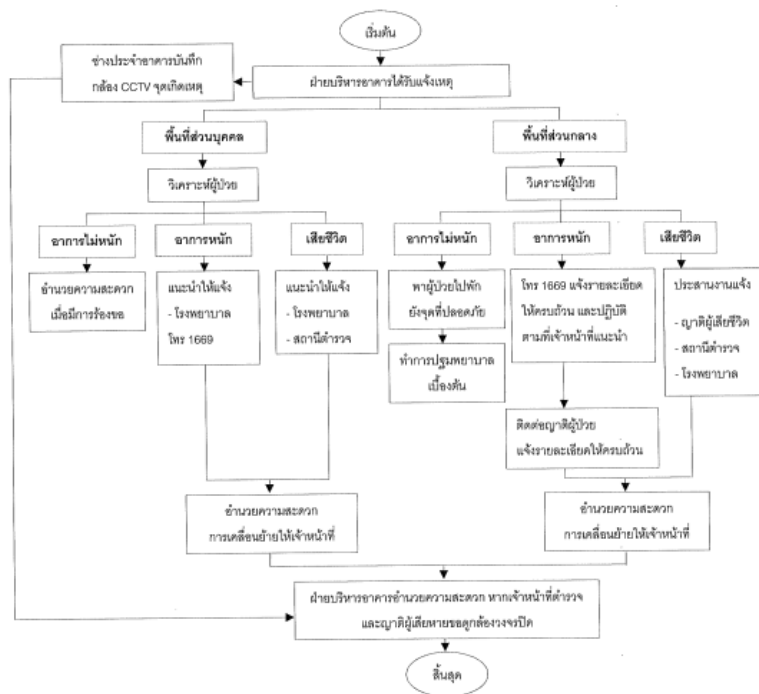 เริ่มต้น
ช่างประจำอาคารบันทึก
กล้อง CCTV จุดเกิดเหตุ
ฝ่ายบริหารอาคารได้รับแจ้งเหตุ
พื้นที่ส่วนบุคคล
พื้นที่ส่วนกลาง
วิเคราะห์ผู้ป่วย
วิเคราะห์ผู้ป่วย
อาการไม่หนัก
อาการหนัก
เสียชีวิต
อาการไม่หนัก
อาการหนัก
เสียชีวิต
อำนวยความสะดวก
เมื่อมีการร้องขอ
แนะนำให้แจ้ง
- โรงพยาบาล
โทร 1669
แนะนำให้แจ้ง
- โรงพยาบาล
- สถานีตำรวจ
พาผู้ป่วยไปพัก
ยังจุดที่ปลอดภัย
ทำการปฐมพยาบาล
เบื้องต้น
โทร 1669 แจ้งรายละเอียด
ให้ครบถ้วน และปฏิบัติ
ตามที่เจ้าหน้าที่แนะนำ
ประสานงานแจ้ง
- ญาติผู้เสียชีวิต
- สถานีตำรวจ
- โรงพยาบาล
ติดต่อญาติผู้ป่วย
แจ้งรายละเอียดให้ครบถ้วน
อำนวยความสะดวก
การเคลื่อนย้ายให้เจ้าหน้าที่
อำนวยความสะดวก
การเคลื่อนย้ายให้เจ้าหน้าที่
ฝ่ายบริหารอาคารอำนวยความสะดวก หากเจ้าหน้าที่ตำรวจ
และญาติผู้เสียหายขอดูกล้องวงจรปิด
สิ้นสุด